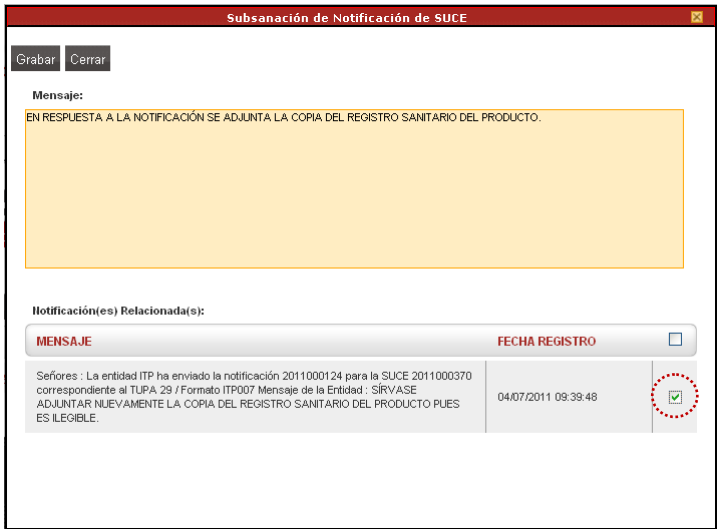 Subsanación de Notificación de SUCE
Grabar Cerrar
Mensaje:
EN RESPUESTA A LA NOTIFICACIÓN SE ADJUNTA LA COPIA DEL REGISTRO SANITARIO DEL PRODUCTO.
Notificación(es) Relacionada(s):
MENSAJE FECHA REGISTRO
Señores : La entidad ITP ha enviado la notificación 2011000124 para la SUCE 2011000370
correspondiente al TUPA 29 / Formato ITP007 Mensaje de la Entidad : SÍRVASE
ADJUNTAR NUEVAMENTE LA COPIA DEL REGISTRO SANITARIO DEL PRODUCTO PUES
ES ILEGIBLE.
04/07/2011 09:39:48